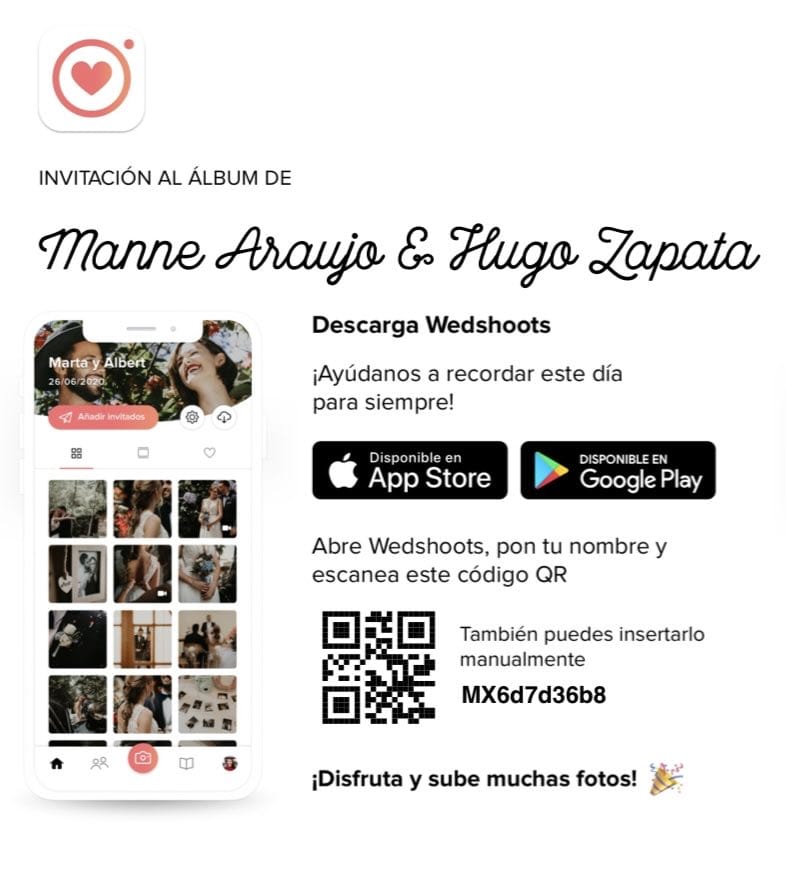 INVITACIÓN AL ÁLBUM DE
Manne Araujo & Hugo Zapata
Marta y Albert
26/06/2020
Añadir invitados
Descarga Wedshoots
¡Ayúdanos a recordar este día
para siempre!
Disponible en
App Store
DISPONIBLE EN
Google Play
Abre Wedshoots, pon tu nombre y
escanea este código QR
También puedes insertarlo
manualmente
MX6d7d36b8
¡Disfruta y sube muchas fotos!